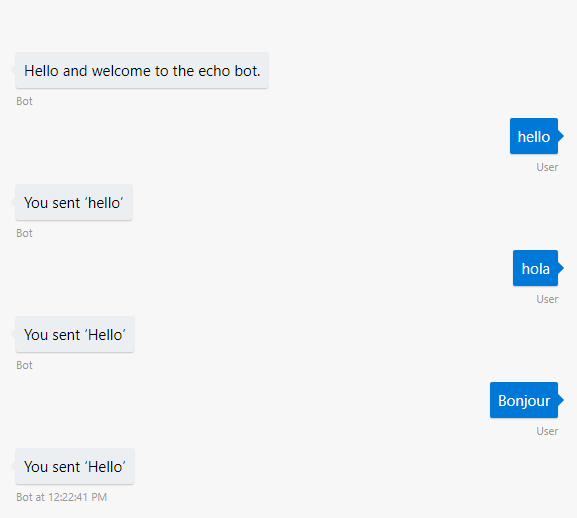 Hello and welcome to the echo bot.
Bot
hello
User
You sent 'hello'
Bot
hola
User
You sent 'Hello'
Bot
Bonjour
User
You sent 'Hello'
Bot at 12:22:41 PM